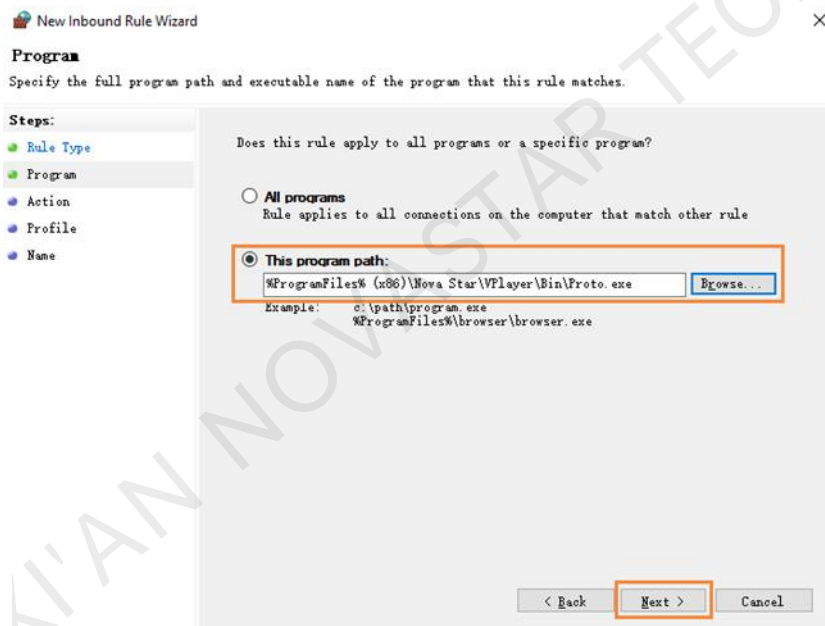 New Inbound Rule Wizard
Program
Specify the full program path and executable name of the program that this rule matches.
Steps:
Rule Type
Program
Action
Profile
Name
Does this rule apply to all programs or a specific program?
All programs
Rule applies to all connections on the computer that match other rule
This program path:
%ProgramFiles% (x86)\Nova Star\VPlayer\Bin\Proto.exe
Browse...
Example: c:\path\program.exe
%ProgramFiles%\browser\browser.exe
< Back Next > Cancel
XI'AN NOVASTAR TECH